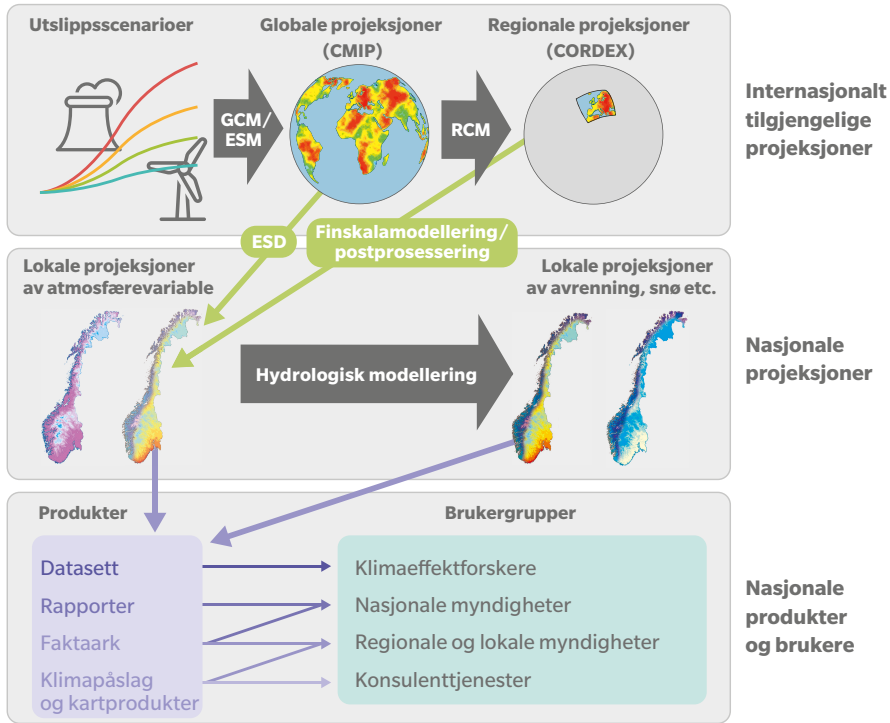 Utslippsscenarioer
Globale projeksjoner
(CMIP)
Regionale projeksjoner
(CORDEX)
GCM/
ESM
RCM
Internasjonalt
tilgjengelige
projeksjoner
ESD
Finskalamodellering/
postprosessering
Lokale projeksjoner
av atmosfærevariable
Lokale projeksjoner
av avrenning, snø etc.
Hydrologisk modellering
Nasjonale
projeksjoner
Produkter
Brukergrupper
Datasett
Rapporter
Faktaark
Klimapåslag
og kartprodukter
Klimaeffektforskere
Nasjonale myndigheter
Regionale og lokale myndigheter
Konsulenttjenester
Nasjonale
produkter
og brukere